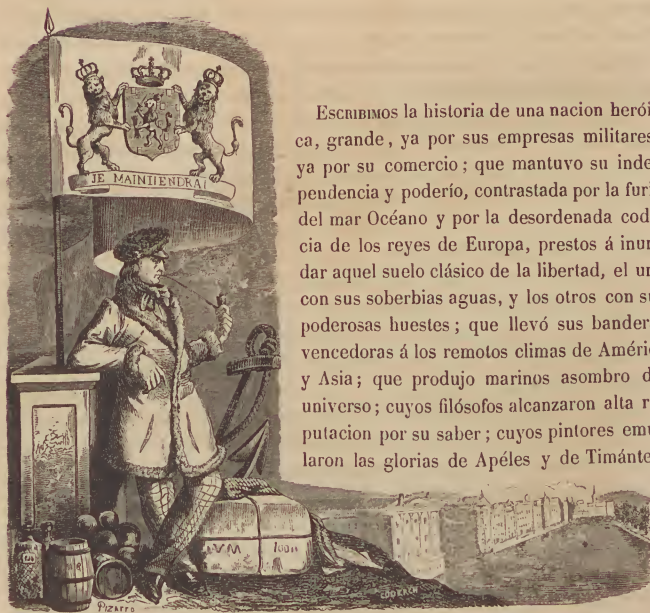 JE MAINTIENDRAI
ESCRIBIMOS la historia de una nacion herói-
ca, grande, ya por sus empresas militares
ya por su comercio; que mantuvo su inde
pendencia y poderío, contrastada por la furi
del mar Océano y por la desordenada cod
cia de los reyes de Europa, prestos á inun
dar aquel suelo clásico de la libertad, el un
con sus soberbias aguas, y los otros con su
poderosas huestes; que llevó sus bander
vencedoras á los remotos climas de Améric
y Asia; que produjo marinos asombro d
universo; cuyos filósofos alcanzaron alta r
putacion por su saber; cuyos pintores emu
laron las glorias de Apéles y de Timánte
PIZARRO